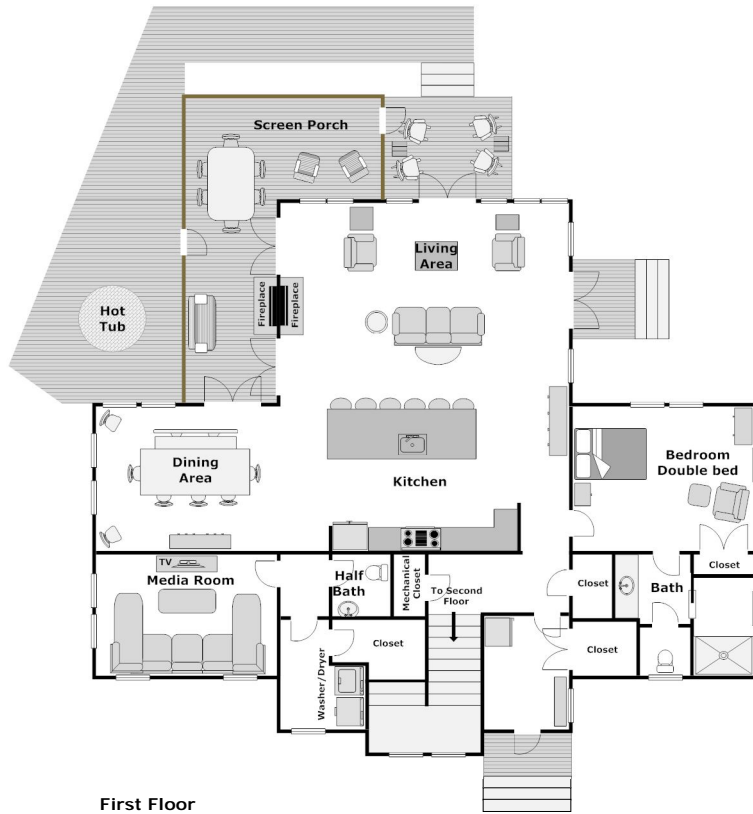 Screen Porch
Living
Area
Fireplace
Fireplace
Hot
Tub
Dining
Area
Kitchen
Bedroom
Double bed
TV
Media Room
Half
Bath
Mechanical
Closet
To Second
Floor
Closet
Bath
Closet
Closet
Closet
Washer/Dryer
First Floor